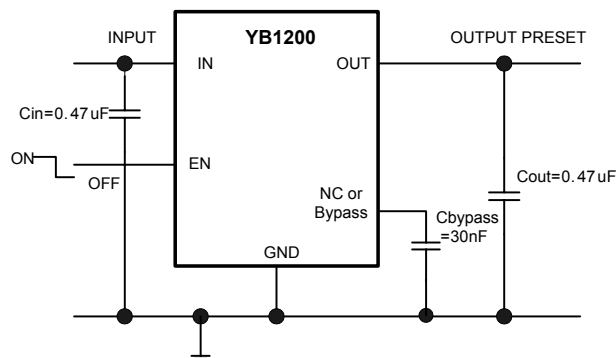 INPUT
YB1200
OUTPUT PRESET
IN
OUT
Cin=0.47uF
ON
OFF
EN
NC or
Bypass
Cbypass
=30nF
Cout=0.47uF
GND